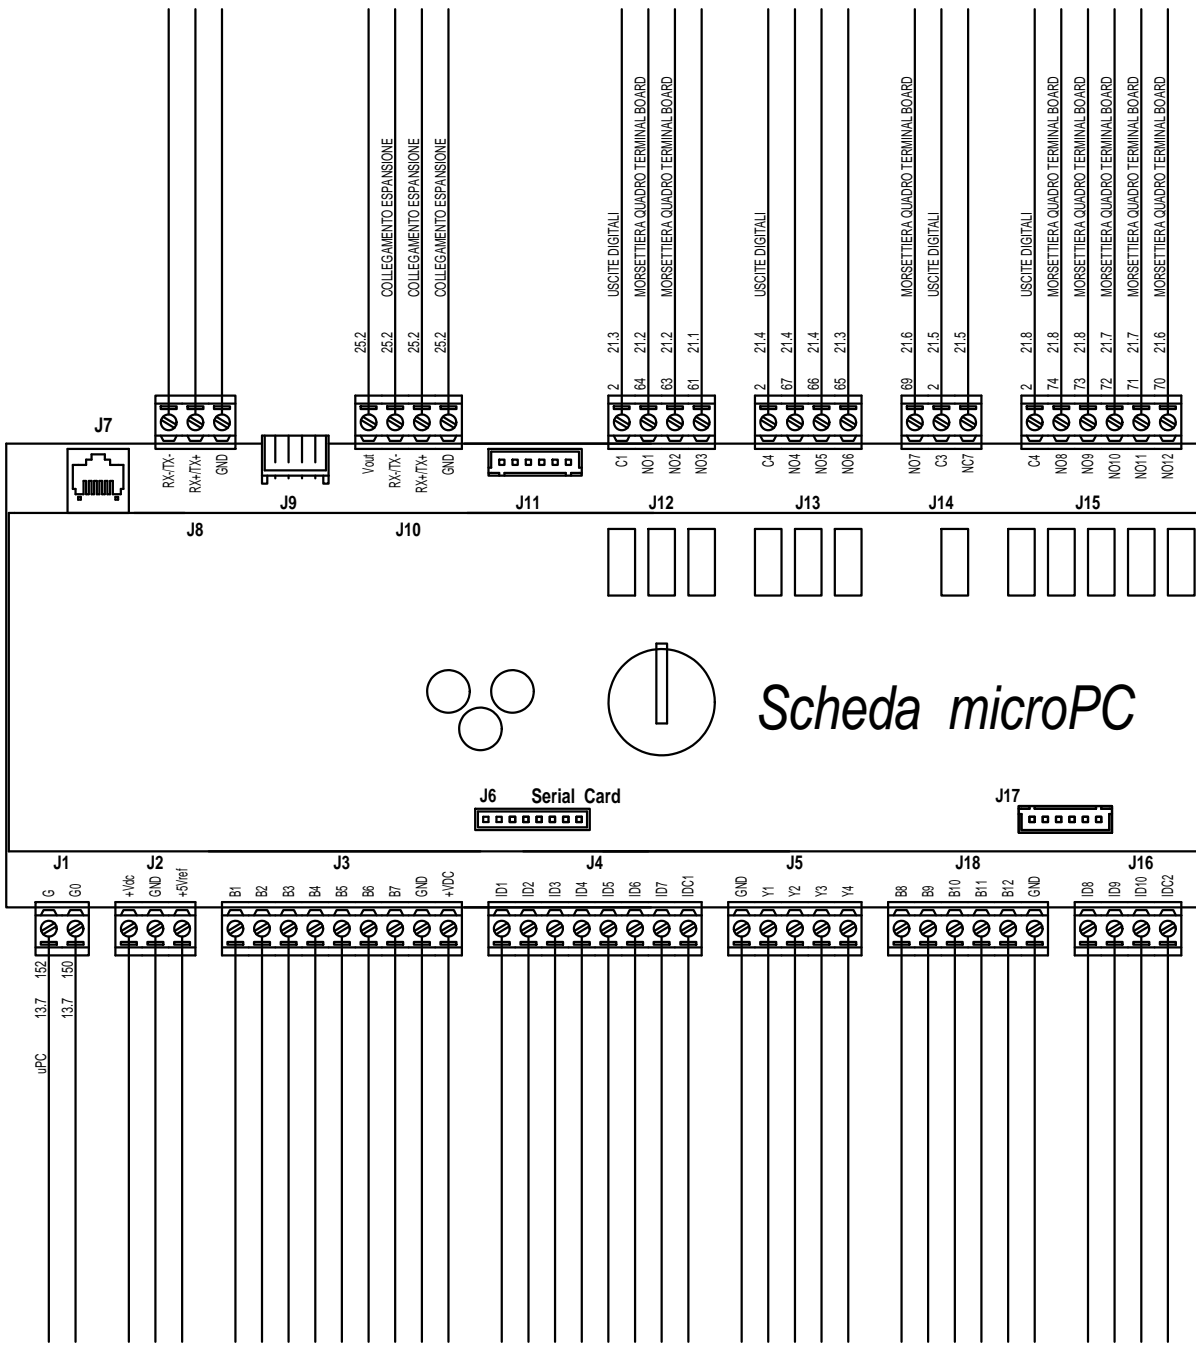 25.2
25.2 COLLEGAMENTO ESPANSIONE
25.2 COLLEGAMENTO ESPANSIONE
25.2 COLLEGAMENTO ESPANSIONE
2 21.3 USCITE DIGITALI
64 21.2 MORSETTIERA QUADRO TERMINAL BOARD
63 21.2 MORSETTIERA QUADRO TERMINAL BOARD
61 21.1
2 21.4 USCITE DIGITALI
67 21.4
66 21.4
65 21.3
69 21.6 MORSETTIERA QUADRO TERMINAL BOARD
2 21.5 USCITE DIGITALI
21.5
2 21.8 USCITE DIGITALI
74 21.8 MORSETTIERA QUADRO TERMINAL BOARD
73 21.8 MORSETTIERA QUADRO TERMINAL BOARD
72 21.7 MORSETTIERA QUADRO TERMINAL BOARD
71 21.7 MORSETTIERA QUADRO TERMINAL BOARD
70 21.6 MORSETTIERA QUADRO TERMINAL BOARD
J7
RX-/TX-
RX+/TX+
GND
Vout
RX-/TX-
RX+/TX+
GND
C1
NO1
NO2
NO3
C4
NO4
NO5
NO6
NO7
C3
NC7
C4
NO8
NO9
NO10
NO11
NO12
J9 J11 J12 J13 J14 J15
J8 J10
Scheda microPC
J6 Serial Card
J17
J1 J2 J3 J4 J5 J18 J16
G
G0
+Vdc
GND
+5Vref
B1
B2
B3
B4
B5
B6
B7
GND
+VDC
ID1
ID2
ID3
ID4
ID5
ID6
ID7
IDC1
GND
Y1
Y2
Y3
Y4
B8
B9
B10
B11
B12
GND
ID8
ID9
ID10
IDC2
uPC 13.7 152
13.7 150